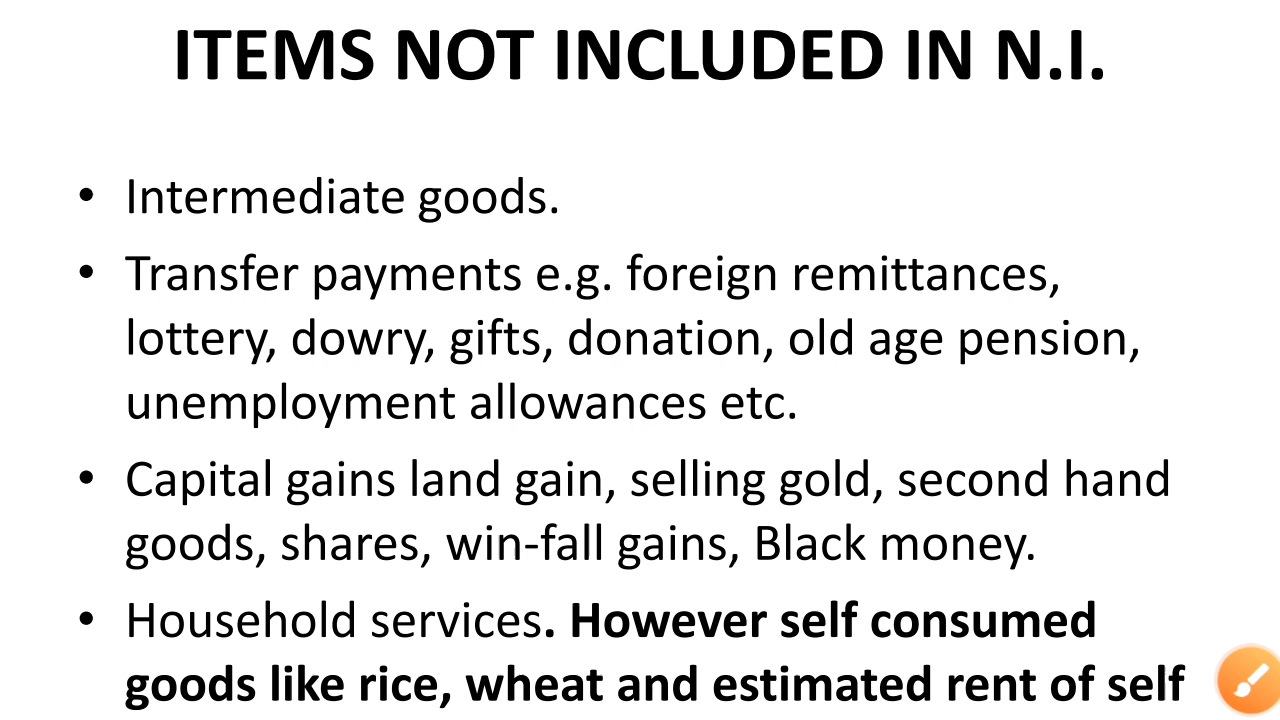 ITEMS NOT INCLUDED IN N.I.
• Intermediate goods.
• Transfer payments e.g. foreign remittances,
lottery, dowry, gifts, donation, old age pension,
unemployment allowances etc.
• Capital gains land gain, selling gold, second hand
goods, shares, win-fall gains, Black money.
• Household services. However self consumed
goods like rice, wheat and estimated rent of self